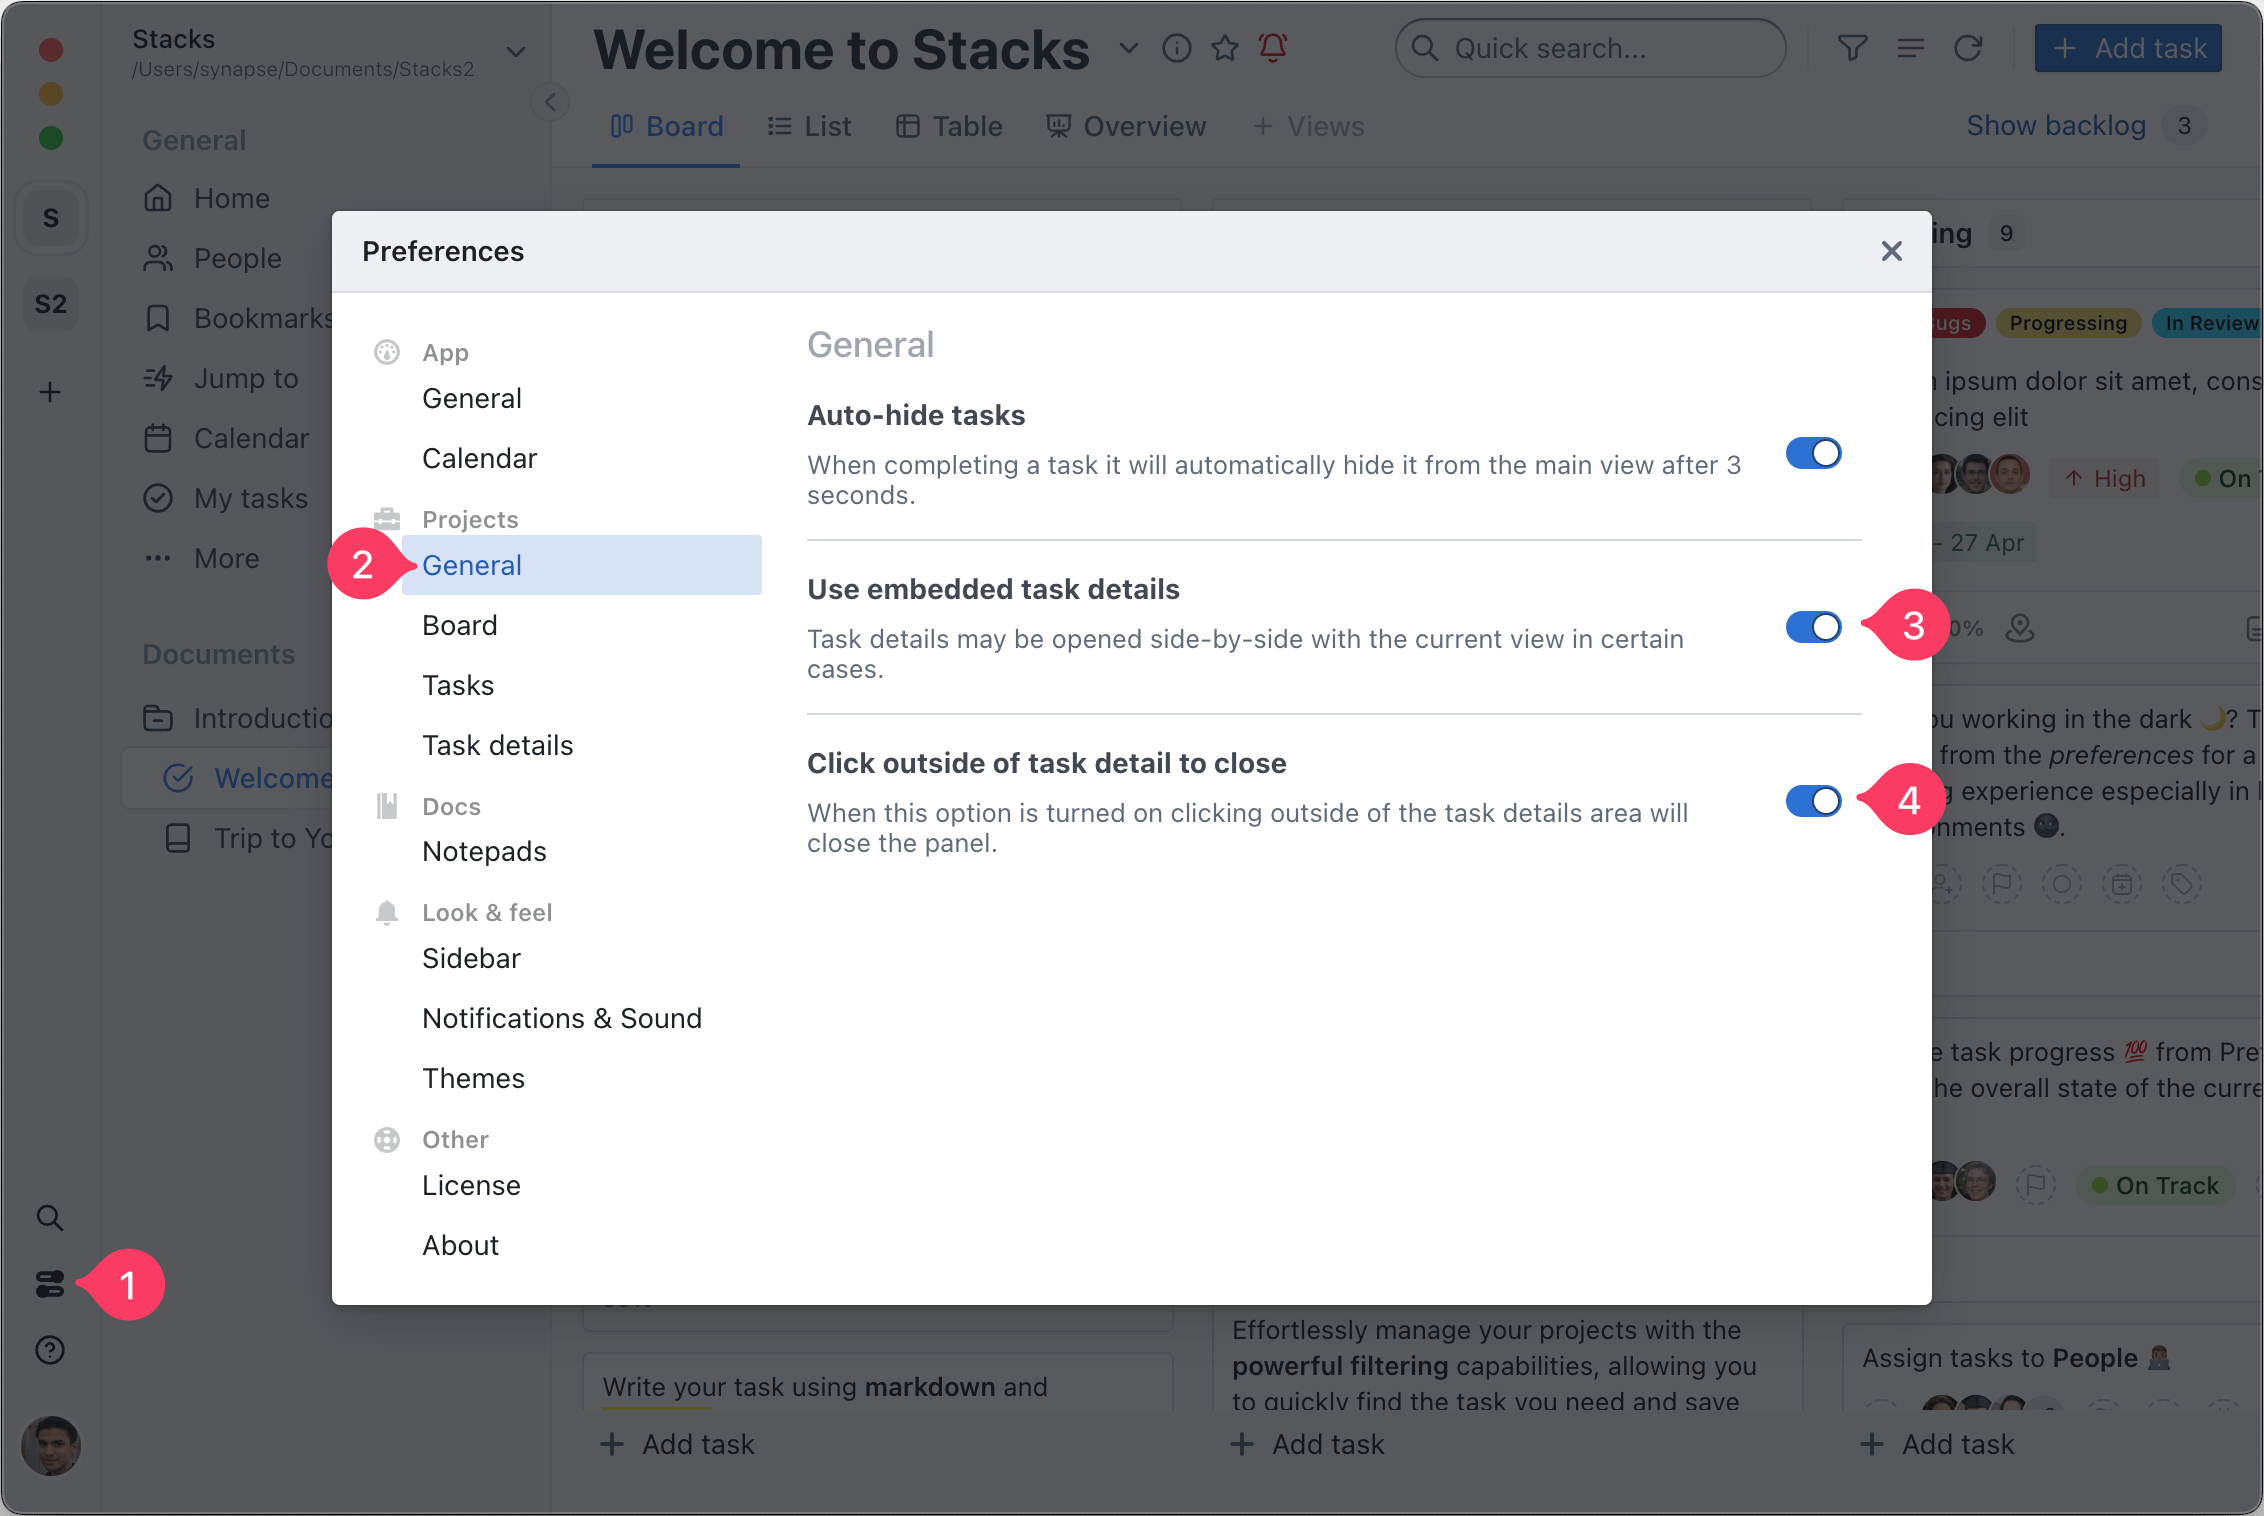 Stacks
/Users/synapse/Documents/Stacks2
Welcome to Stacks
Quick search...
Add task
Board
List
Table
Overview
Views
Show backlog 3
S
S2
General
Home
People
Bookmarks
Jump to
Calendar
My tasks
More
Documents
Introductio
Welcome
Trip to Yo
Preferences
App
General
Calendar
Projects
2
General
Board
Tasks
Task details
Docs
Notepads
Look & feel
Sidebar
Notifications & Sound
Themes
Other
License
About
General
Auto-hide tasks
When completing a task it will automatically hide it from the main view after 3
seconds.
Use embedded task details
Task details may be opened side-by-side with the current view in certain
cases.
3
Click outside of task detail to close
When this option is turned on clicking outside of the task details area will
close the panel.
4
1
ing 9
ugs Progressing In Review
ipsum dolor sit amet, cons
cing elit
High On
- 27 Apr
0%
ou working in the dark 🌙? T
from the preferences for a
g experience especially in
nments 🌚.
e task progress 💯 from Pre
he overall state of the curre
On Track
Write your task using markdown and
Add task
Effortlessly manage your projects with the
powerful filtering capabilities, allowing you
to quickly find the task you need and save
Add task
Assign tasks to People
Add task